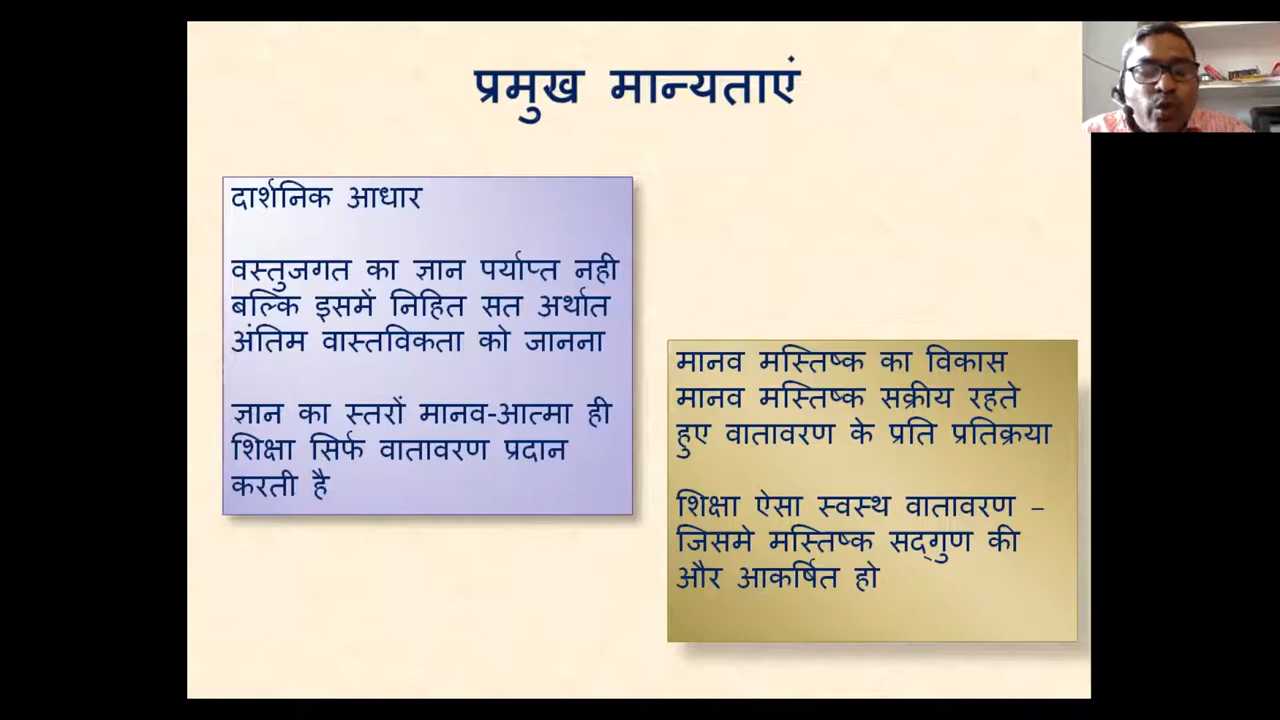 प्रमुख मान्यताएं
दार्शनिक आधार
वस्तुजगत का ज्ञान पर्याप्त नही
बल्कि इसमें निहित सत अर्थात
अंतिम वास्तविकता को जानना
ज्ञान का स्तरों मानव-आत्मा ही
शिक्षा सिर्फ वातावरण प्रदान
करती है
मानव मस्तिष्क का विकास
मानव मस्तिष्क सक्रीय रहते
हुए वातावरण के प्रति प्रतिक्रया
शिक्षा ऐसा स्वस्थ वातावरण –
जिसमे मस्तिष्क सद्‌गुण की
और आकर्षित हो